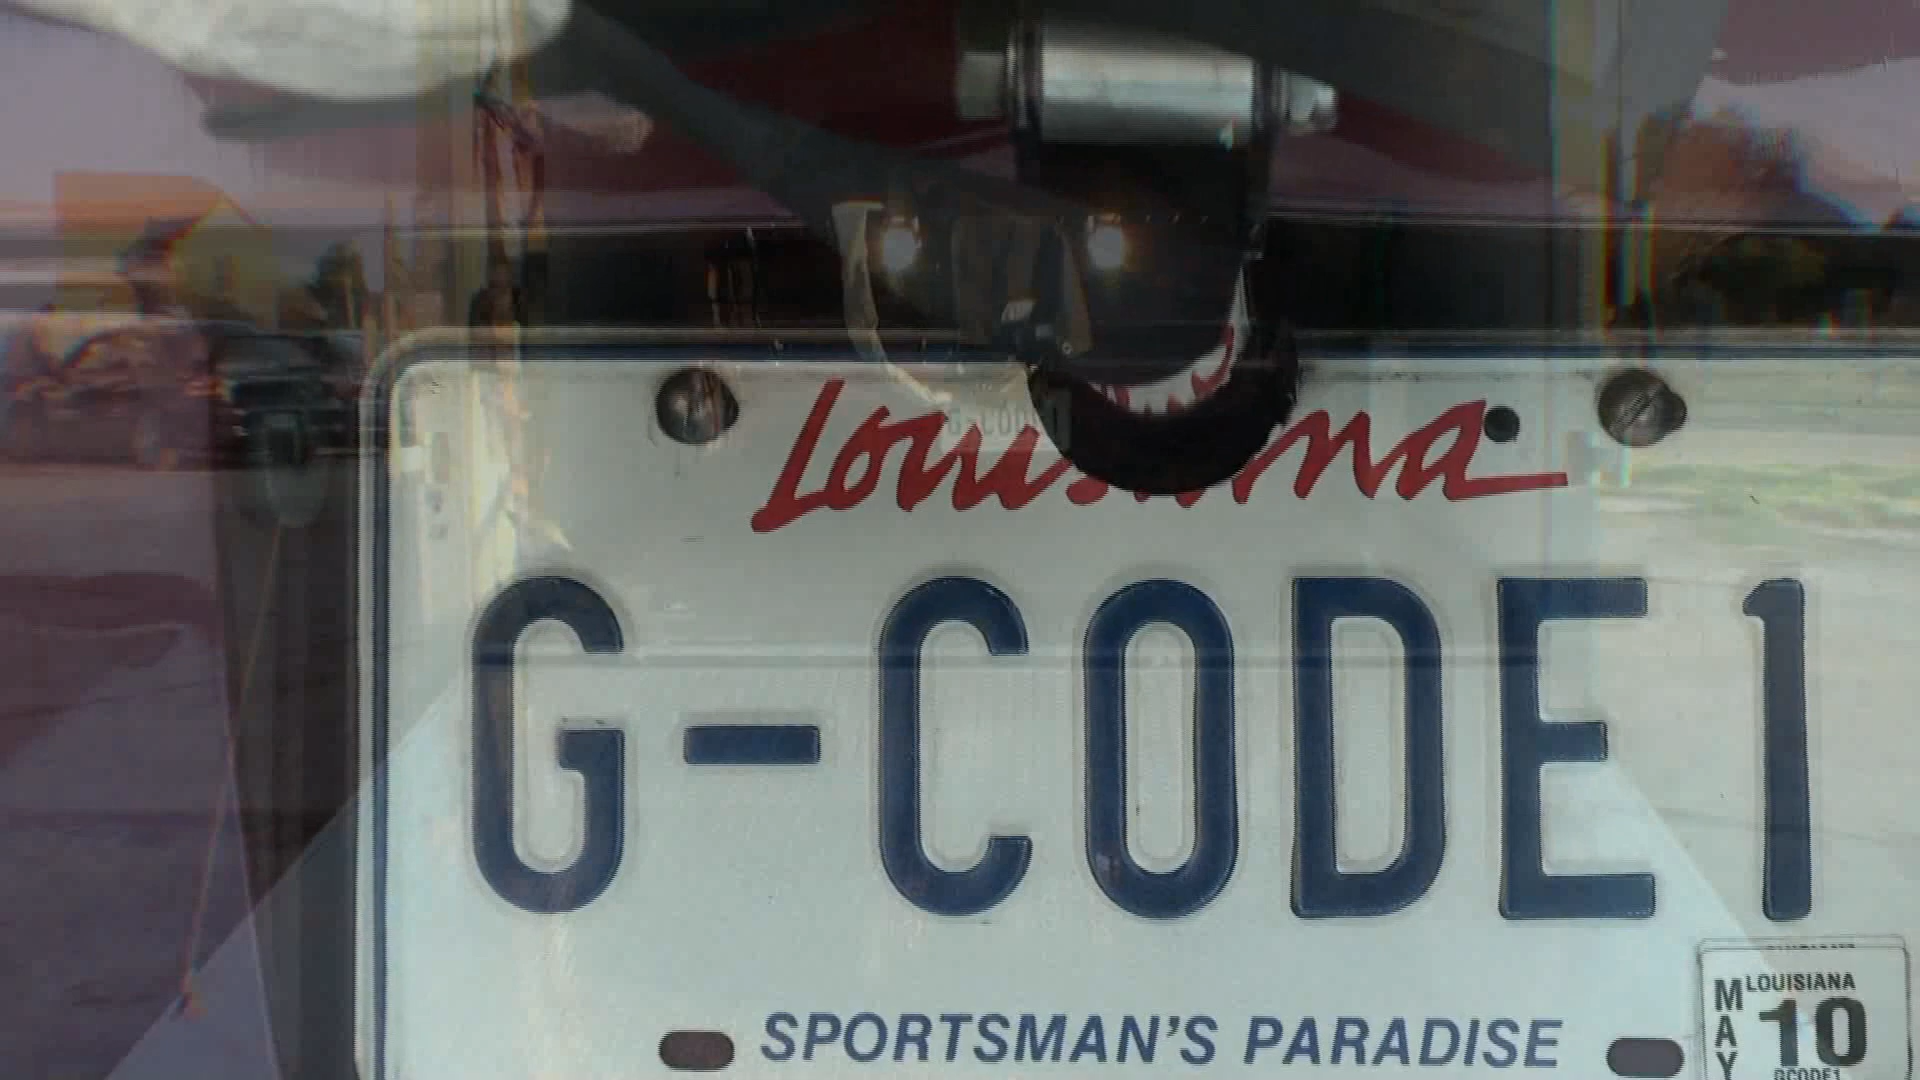 Louisiana
G-CODE1
SPORTSMAN'S PARADISE
MAY
LOUISIANA
10
GCODE1